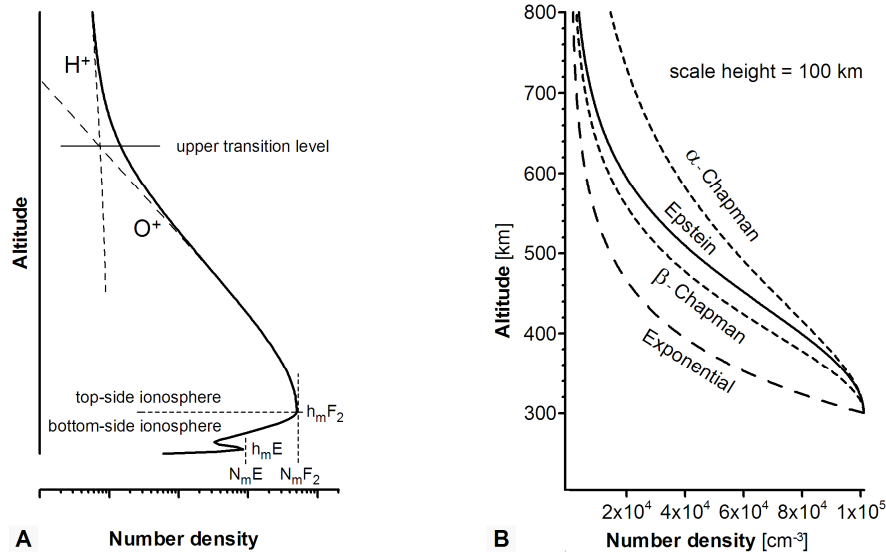 H⁺
upper transition level
O⁺
Altitude
top-side ionosphere
hₘF₂
bottom-side ionosphere
hₘE
NₘE
NₘF₂
A
Number density
800
scale height = 100 km
700
α - Chapman
600
Epstein
Altitude [km]
500
β - Chapman
400
Exponential
300
2x10⁴
4x10⁴
6x10⁴
8x10⁴
1x10⁵
B
Number density [cm⁻³]